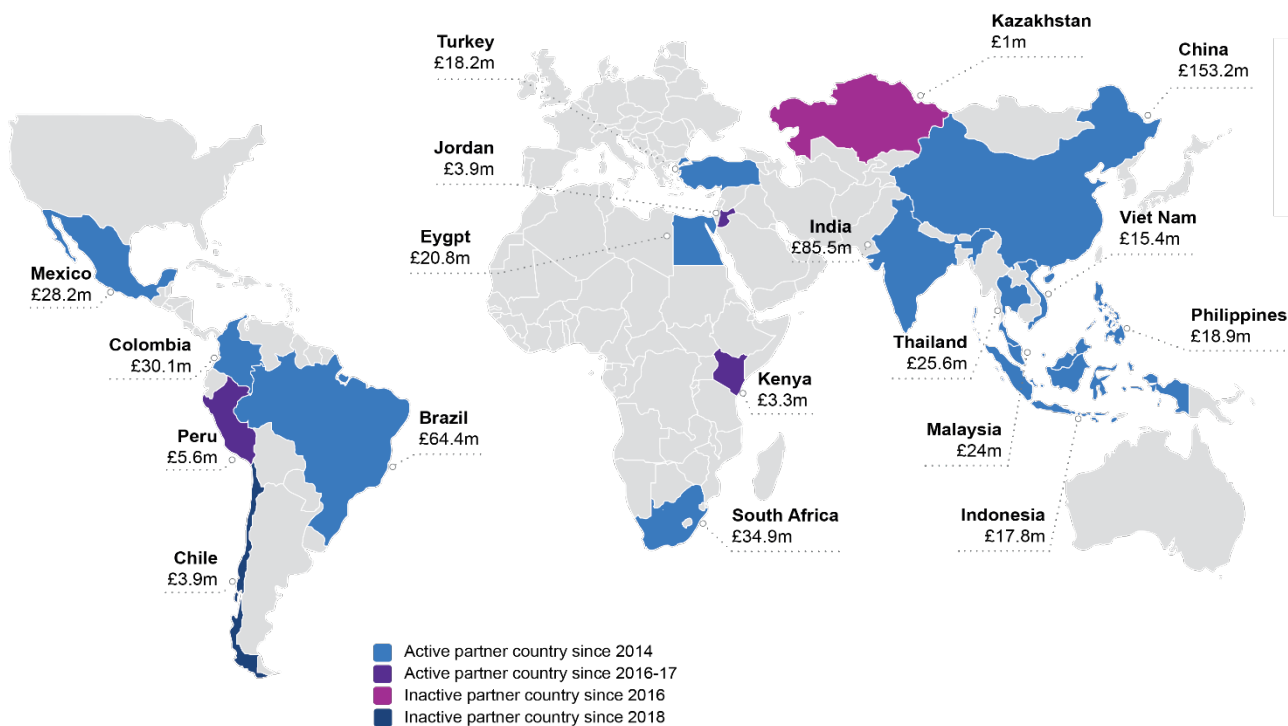 Kazakhstan
£1m
Turkey
£18.2m
China
£153.2m
Jordan
£3.9m
India
£85.5m
Viet Nam
£15.4m
Eygpt
£20.8m
Mexico
£28.2m
Philippines
£18.9m
Colombia
£30.1m
Thailand
£25.6m
Kenya
£3.3m
Brazil
£64.4m
Peru
£5.6m
Malaysia
£24m
South Africa
£34.9m
Indonesia
£17.8m
Chile
£3.9m
Active partner country since 2014
Active partner country since 2016-17
Inactive partner country since 2016
Inactive partner country since 2018